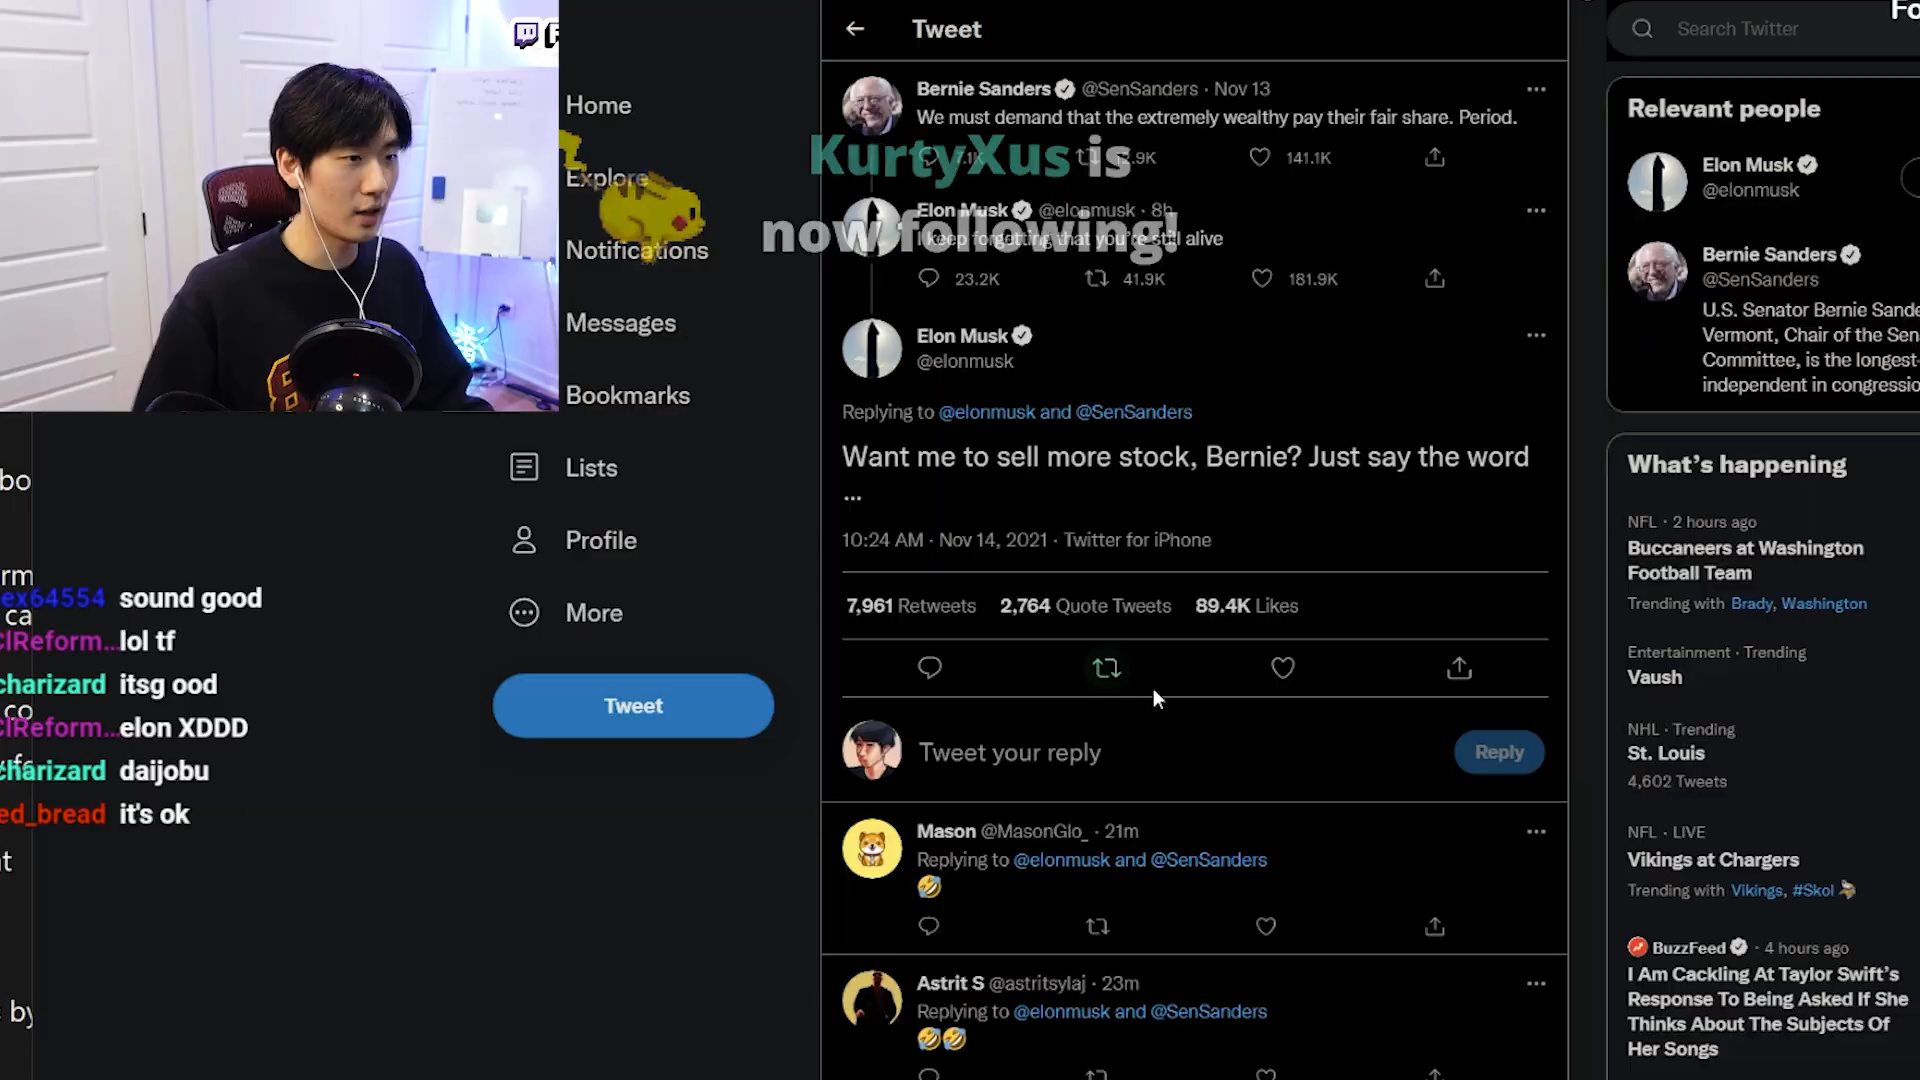 Home
Explore
Notifications
Messages
Bookmarks
Lists
Profile
More
Tweet
sound good
lol tf
charizard itsg ood
elon XDDD
charizard daijobu
ed_bread it's ok
Tweet
Bernie Sanders @SenSanders · Nov 13
We must demand that the extremely wealthy pay their fair share. Period.
141.1K
KurtyXus is
now following!
Elon Musk @elonmusk · 8h
I keep forgetting that you're still alive
23.2K 41.9K 181.9K
Elon Musk
@elonmusk
Replying to @elonmusk and @SenSanders
Want me to sell more stock, Bernie? Just say the word
...
10:24 AM · Nov 14, 2021 · Twitter for iPhone
7,961 Retweets 2,764 Quote Tweets 89.4K Likes
Tweet your reply
Reply
Mason @MasonGlo_ · 21m
Replying to @elonmusk and @SenSanders
🤣
Astrit S @astritsylaj · 23m
Replying to @elonmusk and @SenSanders
🤣🤣
Search Twitter
Relevant people
Elon Musk
@elonmusk
Bernie Sanders
@SenSanders
U.S. Senator Bernie Sande
Vermont, Chair of the Sen
Committee, is the longest-
independent in congressio
What's happening
NFL · 2 hours ago
Buccaneers at Washington
Football Team
Trending with Brady, Washington
Entertainment · Trending
Vaush
NHL · Trending
St. Louis
4,602 Tweets
NFL · LIVE
Vikings at Chargers
Trending with Vikings, #Skol
BuzzFeed · 4 hours ago
I Am Cackling At Taylor Swift's
Response To Being Asked If She
Thinks About The Subjects Of
Her Songs